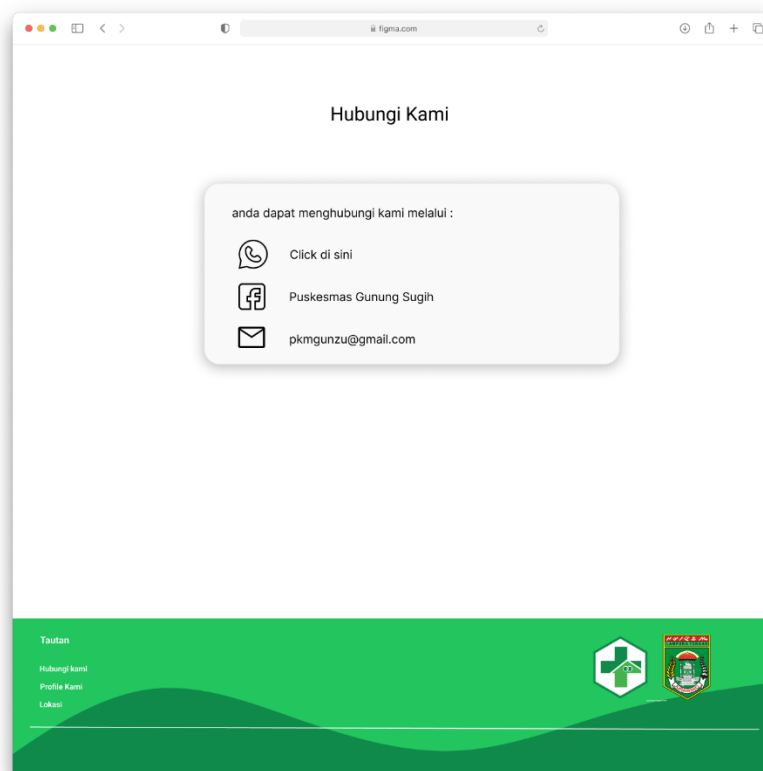 figma.com
Hubungi Kami
anda dapat menghubungi kami melalui :
Click di sini
Puskesmas Gunung Sugih
pkmgunzu@gmail.com
Tautan
Hubungi kami
Profile Kami
Lokasi